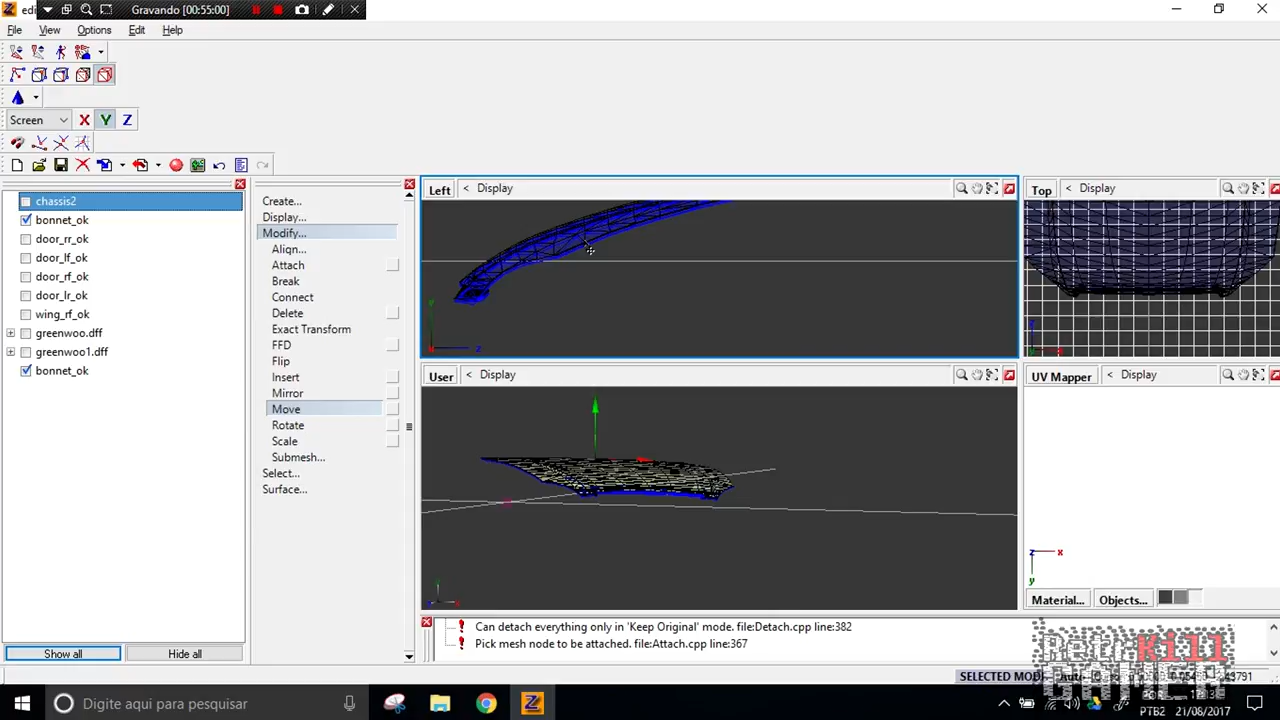 Gravando [00:55:00]
File View Options Edit Help
Screen X Y Z
chassis2
bonnet_ok
door_rr_ok
door_lf_ok
door_rf_ok
door_lr_ok
wing_rf_ok
greenwoo.dff
greenwoo1.dff
bonnet_ok
Show all Hide all
Create...
Display...
Modify...
Align...
Attach
Break
Connect
Delete
Exact Transform
FFD
Flip
Insert
Mirror
Move
Rotate
Scale
Submesh...
Select...
Surface...
Left < Display
Top < Display
User < Display
UV Mapper < Display
z x
y
Material... Objects...
Can detach everything only in 'Keep Original' mode. file:Detach.cpp line:382
Pick mesh node to be attached. file:Attach.cpp line:367
SELECTED MOD
RetrKill
GAMER
Digite aqui para pesquisar
PTB2 21/08/2017